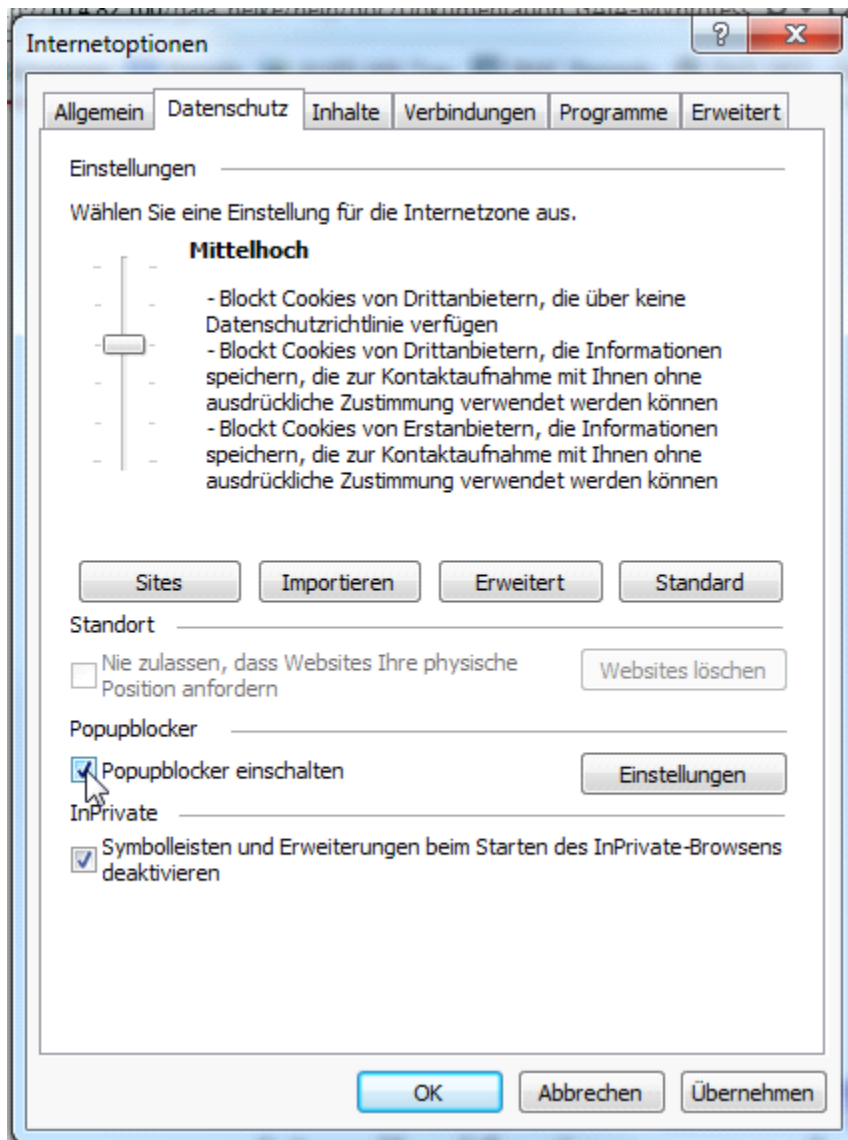 Internetoptionen
Allgemein Datenschutz Inhalte Verbindungen Programme Erweitert
Einstellungen
Wählen Sie eine Einstellung für die Internetzone aus.
Mittelhoch
- Blockt Cookies von Drittanbietern, die über keine
Datenschutzrichtlinie verfügen
- Blockt Cookies von Drittanbietern, die Informationen
speichern, die zur Kontaktaufnahme mit Ihnen ohne
ausdrückliche Zustimmung verwendet werden können
- Blockt Cookies von Erstanbietern, die Informationen
speichern, die zur Kontaktaufnahme mit Ihnen ohne
ausdrückliche Zustimmung verwendet werden können
Sites Importieren Erweitert Standard
Standort
Nie zulassen, dass Websites Ihre physische
Position anfordern
Websites löschen
Popupblocker
Popupblocker einschalten
Einstellungen
InPrivate
Symbolleisten und Erweiterungen beim Starten des InPrivate-Browsens
deaktivieren
OK Abbrechen Übernehmen